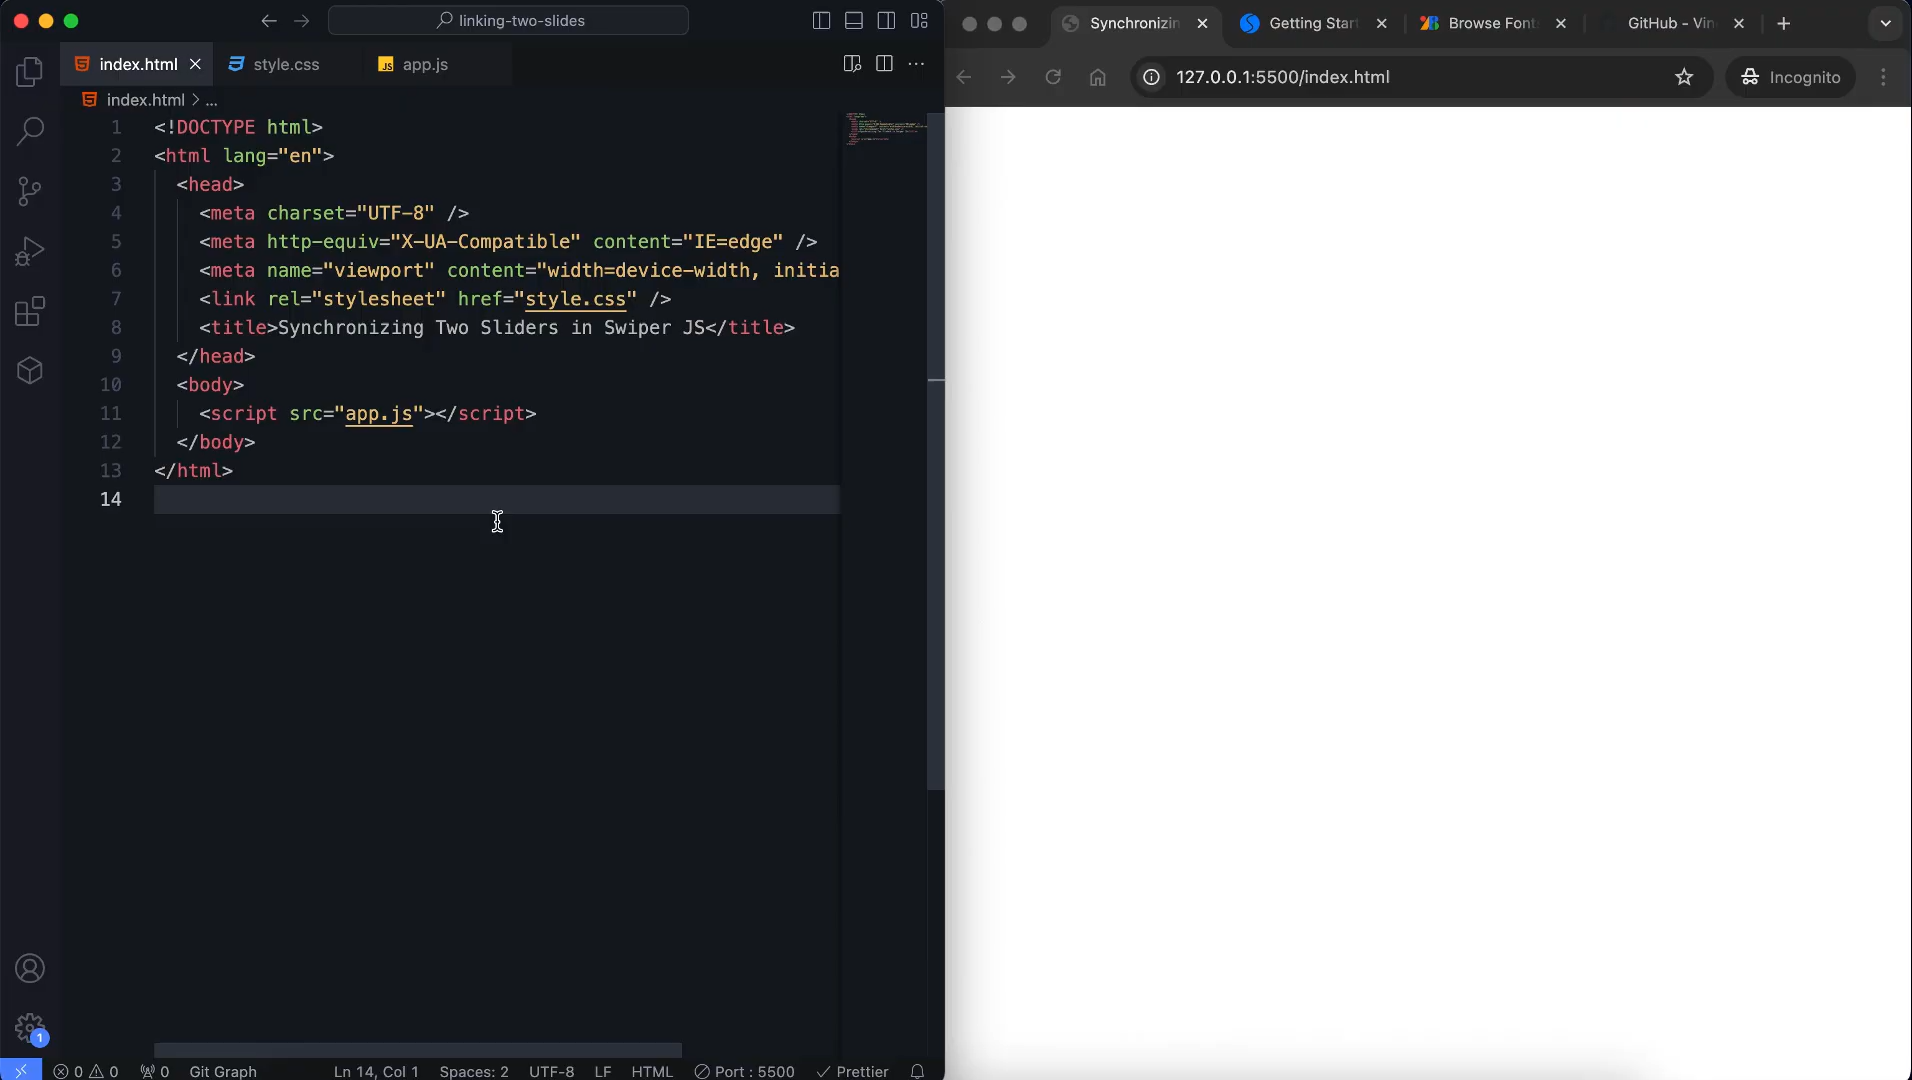 linking-two-slides
index.html
style.css
JS app.js
index.html > ...
1 <!DOCTYPE html>
2 <html lang="en">
3 <head>
4 <meta charset="UTF-8" />
5 <meta http-equiv="X-UA-Compatible" content="IE=edge" />
6 <meta name="viewport" content="width=device-width, initia
7 <link rel="stylesheet" href="style.css" />
8 <title>Synchronizing Two Sliders in Swiper JS</title>
9 </head>
10 <body>
11 <script src="app.js"></script>
12 </body>
13 </html>
14
1
0 0 0 Git Graph Ln 14, Col 1 Spaces: 2 UTF-8 LF HTML Port : 5500 Prettier
Synchronizin
Getting Star
Browse Font
GitHub - Vin
127.0.0.1:5500/index.html
Incognito